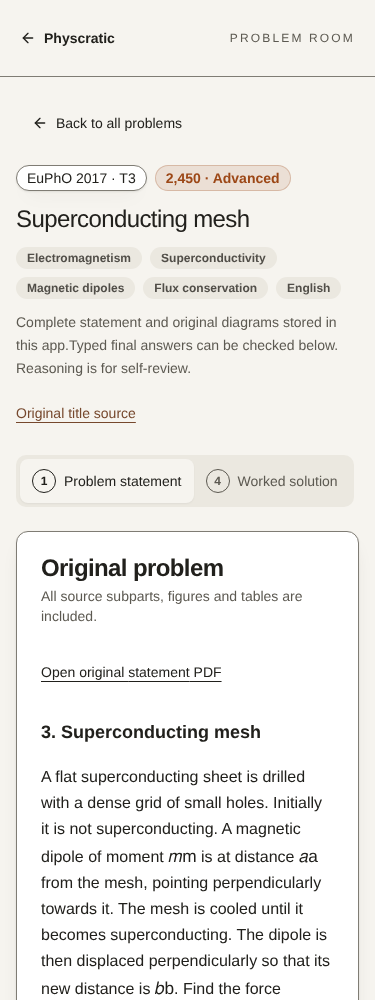 Physcratic
PROBLEM ROOM
Back to all problems
EuPhO 2017 · T3
2,450 · Advanced
Superconducting mesh
Electromagnetism
Superconductivity
Magnetic dipoles
Flux conservation
English
Complete statement and original diagrams stored in
this app.Typed final answers can be checked below.
Reasoning is for self-review.
Original title source
1 Problem statement
4 Worked solution
Original problem
All source subparts, figures and tables are
included.
Open original statement PDF
3. Superconducting mesh
A flat superconducting sheet is drilled
with a dense grid of small holes. Initially
it is not superconducting. A magnetic
dipole of moment mm is at distance aa
from the mesh, pointing perpendicularly
towards it. The mesh is cooled until it
becomes superconducting. The dipole is
then displaced perpendicularly so that its
new distance is bb. Find the force